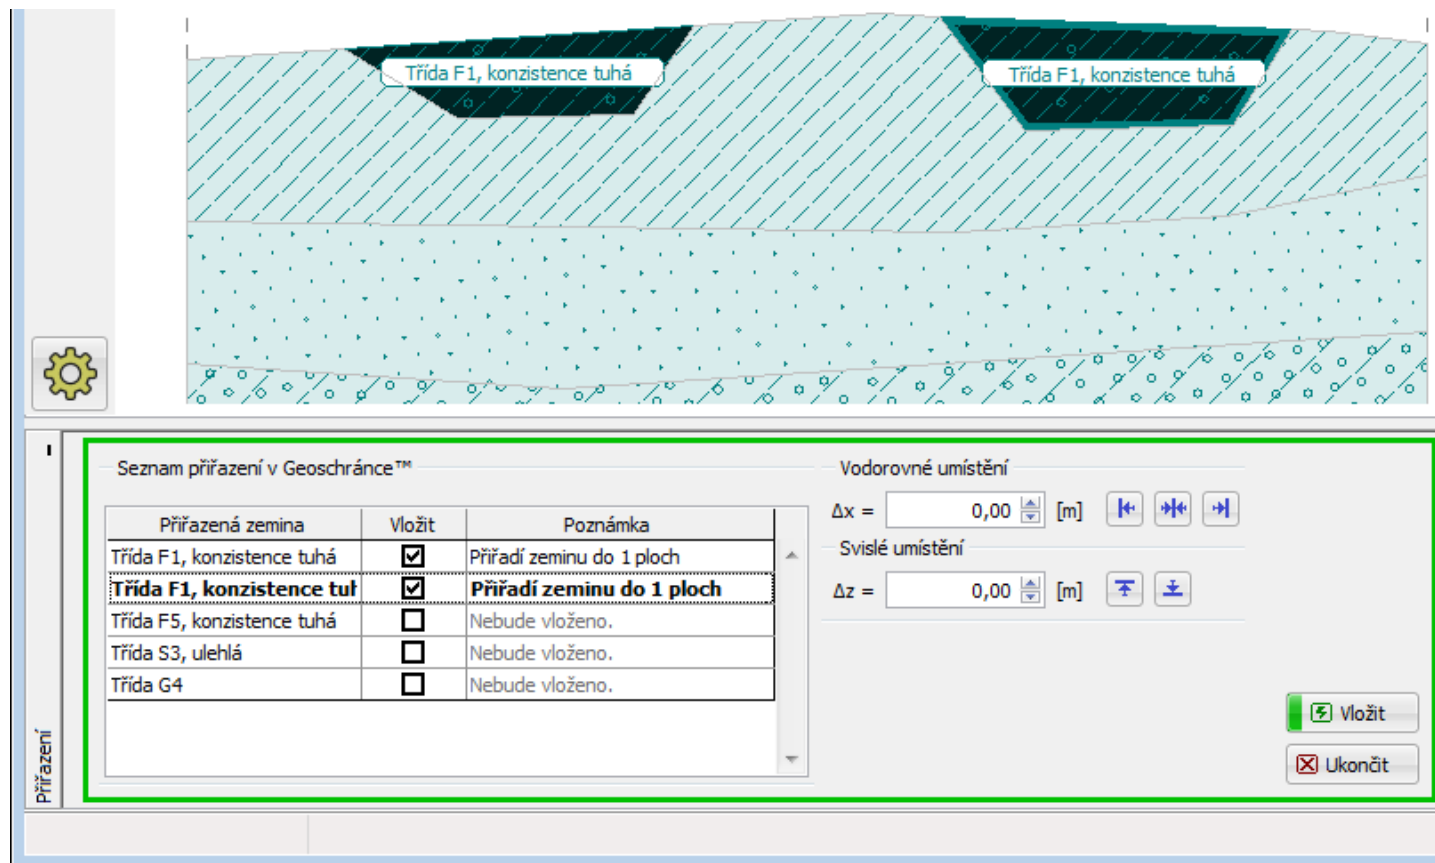 Třída F1, konzistence tuhá
Třída F1, konzistence tuhá
Přiřazení
Seznam přiřazení v Geoschránce™
Přiřazená zemina Vložit Poznámka
Třída F1, konzistence tuhá Přiřadí zeminu do 1 ploch
Třída F1, konzistence tuh Přiřadí zeminu do 1 ploch
Třída F5, konzistence tuhá Nebude vloženo.
Třída S3, ulehlá Nebude vloženo.
Třída G4 Nebude vloženo.
Vodorovné umístění
Δx = 0,00 [m]
Svislé umístění
Δz = 0,00 [m]
Vložit
Ukončit